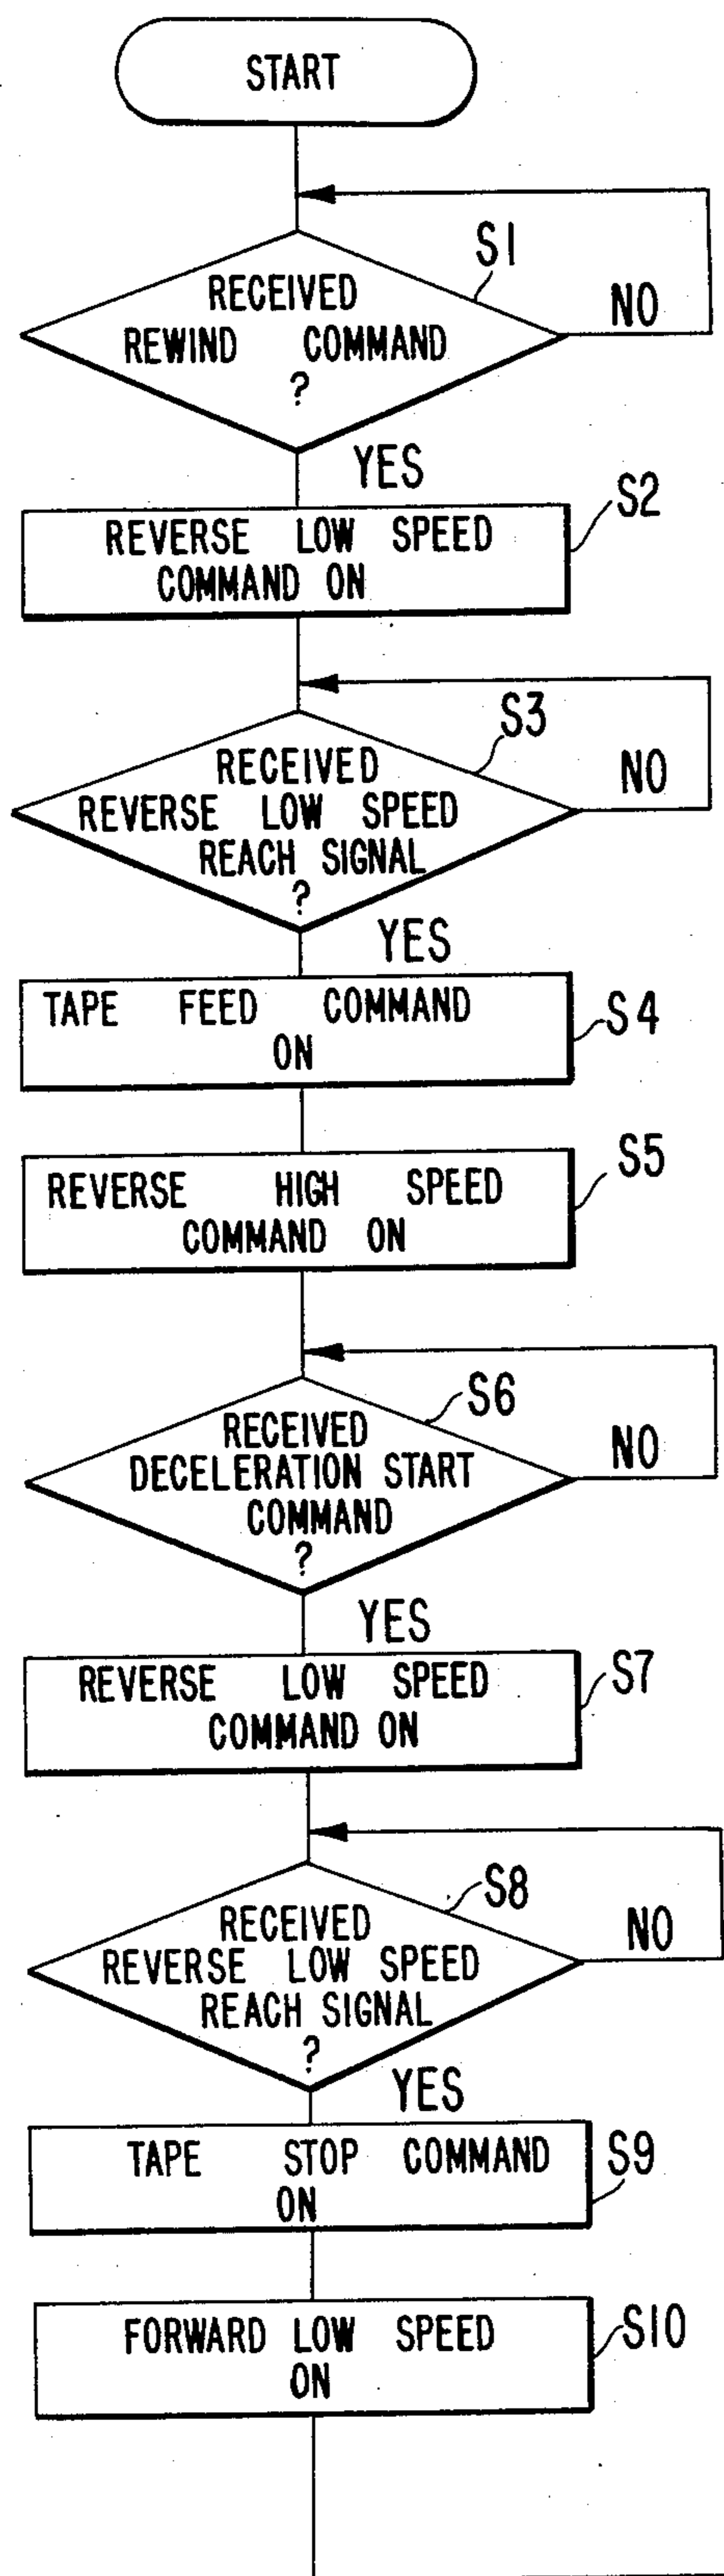 START
S1
RECEIVED
REWIND COMMAND
?
NO
YES
S2
REVERSE LOW SPEED
COMMAND ON
S3
RECEIVED
REVERSE LOW SPEED
REACH SIGNAL
?
NO
YES
TAPE FEED COMMAND
ON
S4
S5
REVERSE HIGH SPEED
COMMAND ON
S6
RECEIVED
DECELERATION START
COMMAND
?
NO
YES
S7
REVERSE LOW SPEED
COMMAND ON
S8
RECEIVED
REVERSE LOW SPEED
REACH SIGNAL
?
NO
YES
TAPE STOP COMMAND
ON
S9
FORWARD LOW SPEED
ON
S10